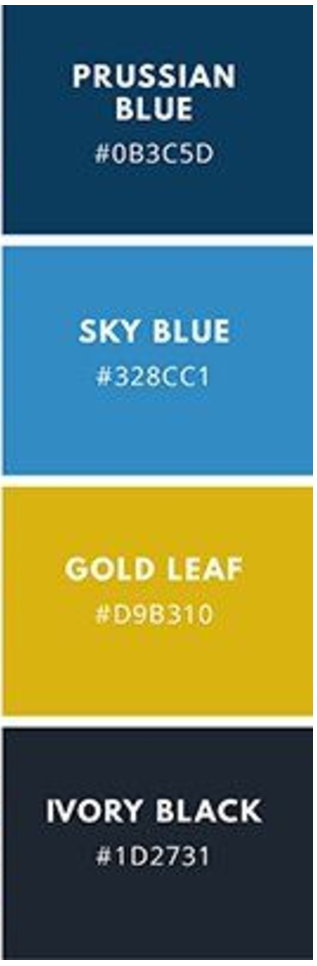 PRUSSIAN
BLUE
#0B3C5D
SKY BLUE
#328CC1
GOLD LEAF
#D9B310
IVORY BLACK
#1D2731